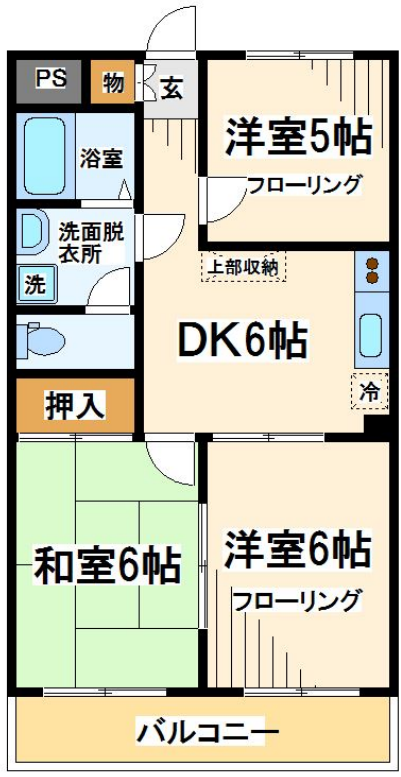 PS
物
玄
洋室5帖
フローリング
浴室
洗面脱
衣所
洗
上部収納
DK6帖
冷
押入
和室6帖
洋室6帖
フローリング
バルコニー